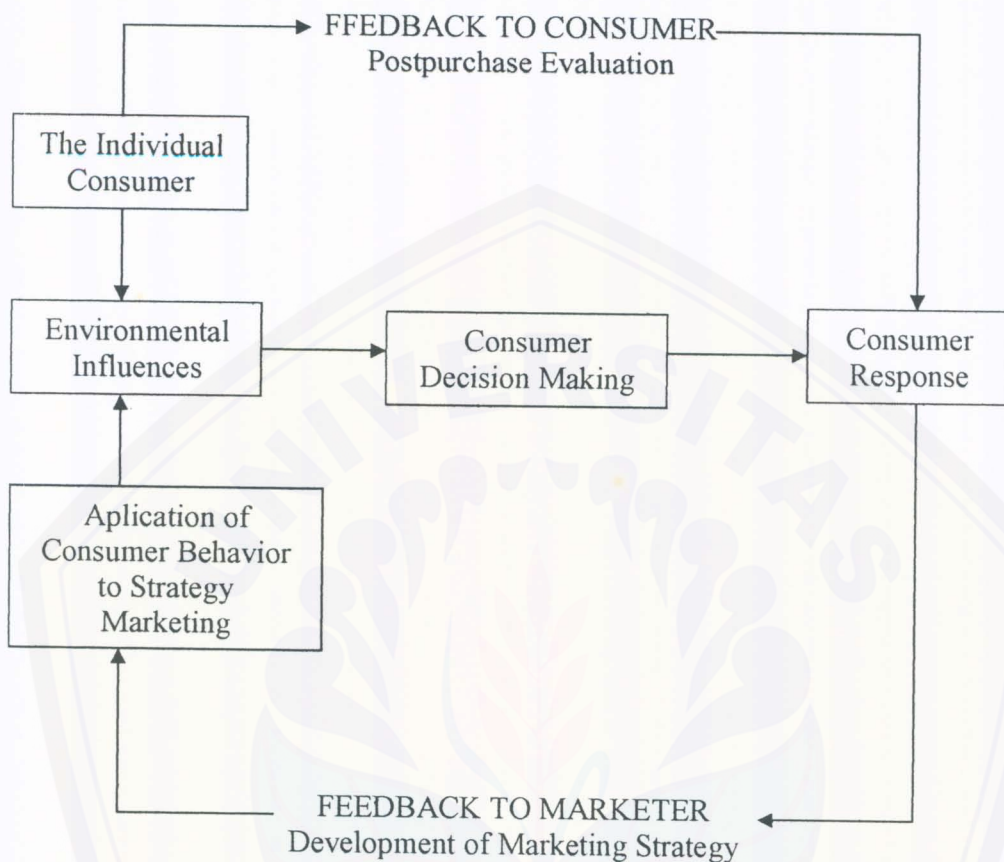 FFEDBACK TO CONSUMER
Postpurchase Evaluation
The Individual
Consumer
Environmental
Influences
Consumer
Decision Making
Consumer
Response
Aplication of
Consumer Behavior
to Strategy
Marketing
FEEDBACK TO MARKETER
Development of Marketing Strategy
UNIVERSITAS